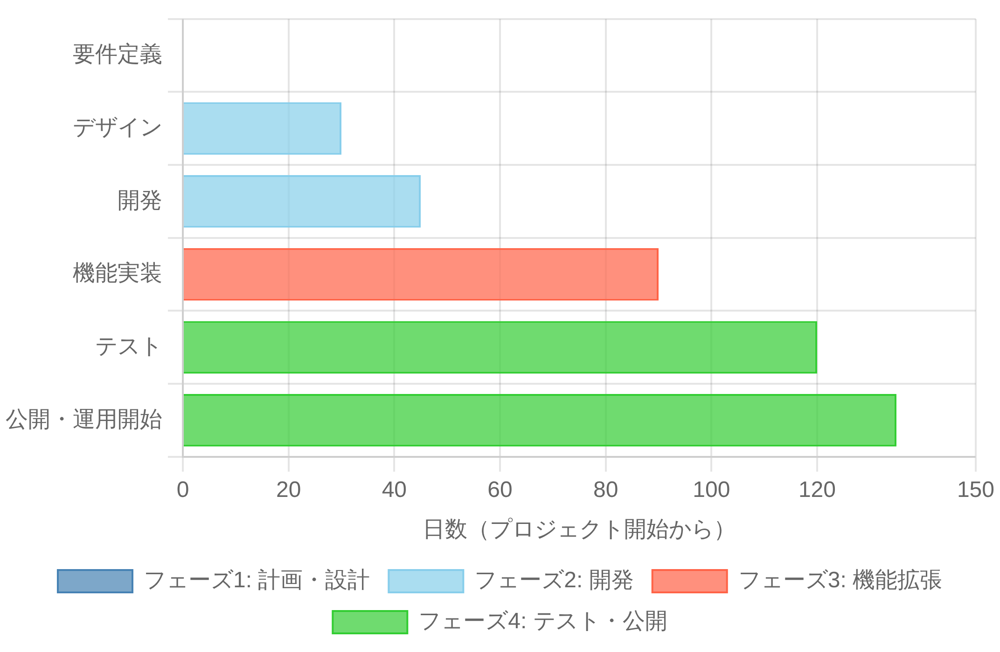 要件定義
デザイン
開発
機能実装
テスト
公開・運用開始
0 20 40 60 80 100 120 150
日数（プロジェクト開始から）
フェーズ1: 計画・設計 フェーズ2: 開発 フェーズ3: 機能拡張
フェーズ4: テスト・公開